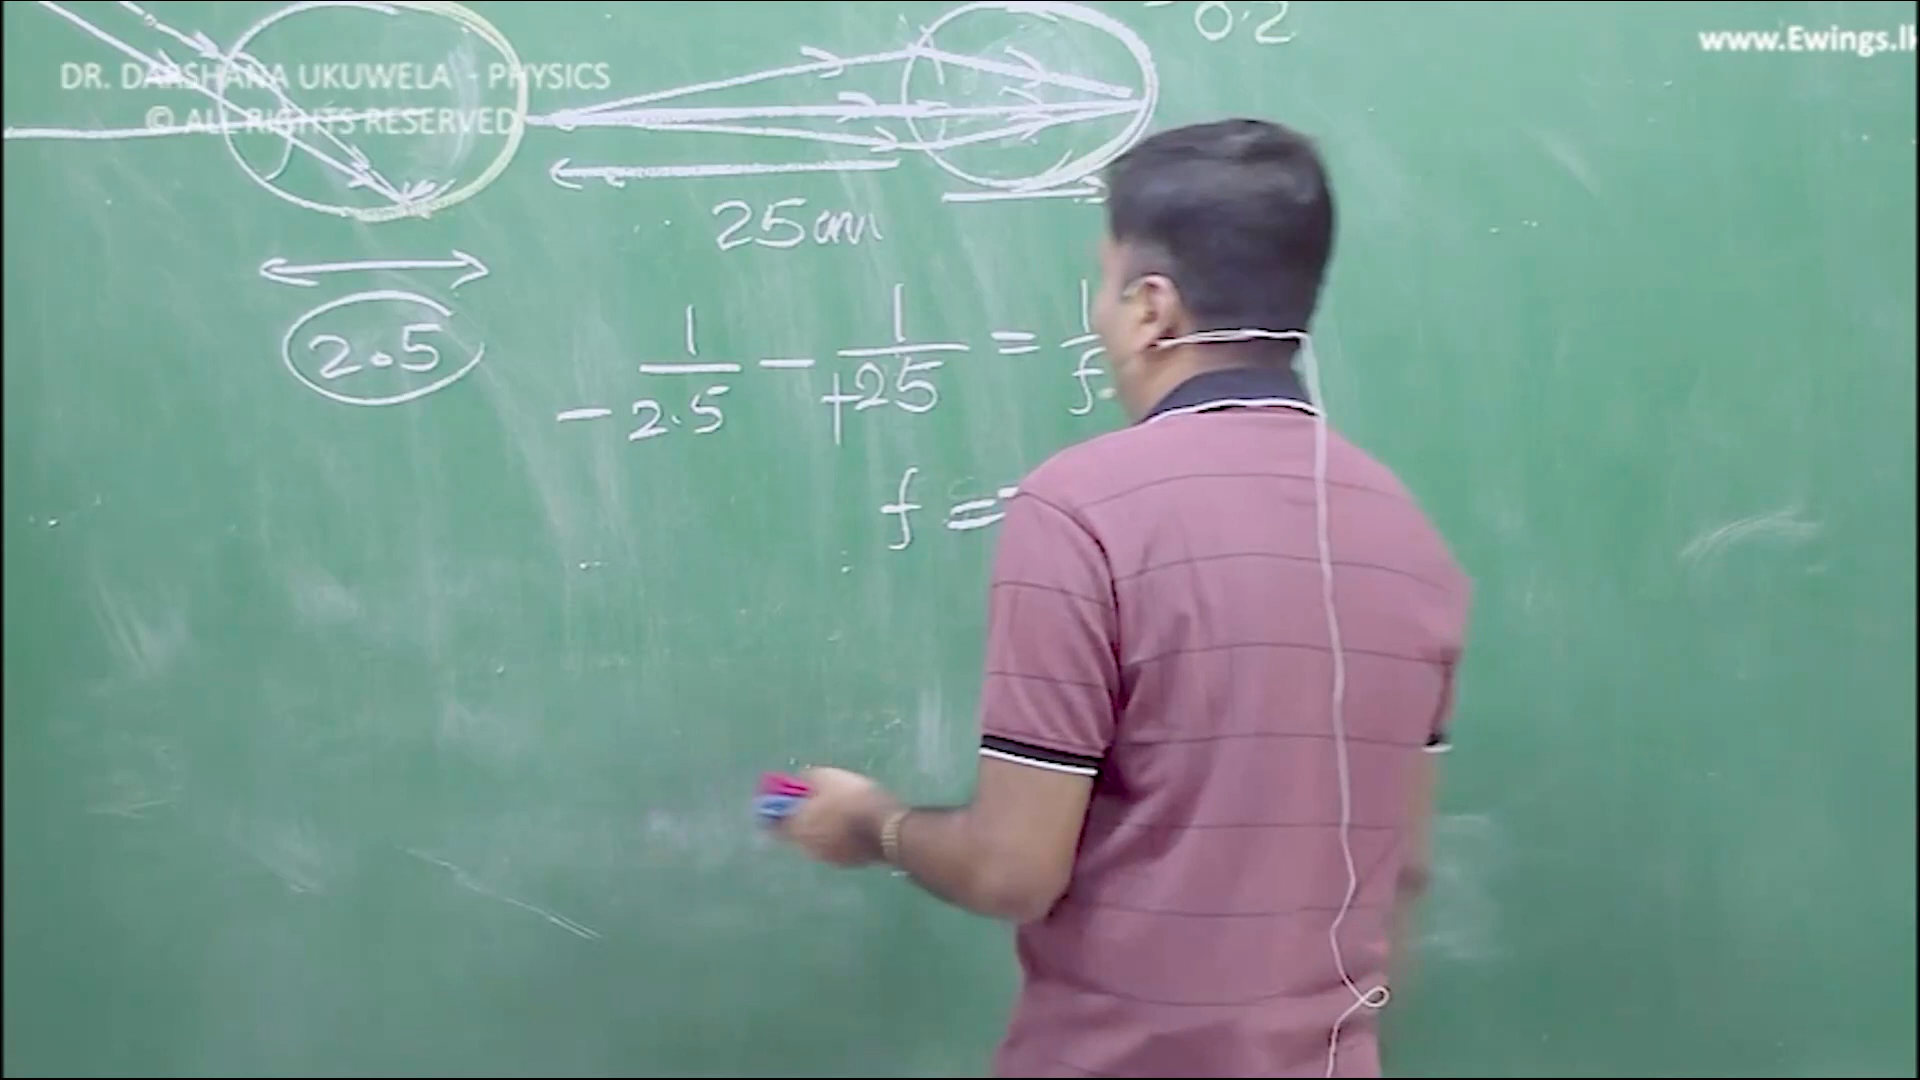 0.2
www.Ewings.lk
DR. DARSHANA UKUWELA - PHYSICS
© ALL RIGHTS RESERVED
25cm
2.5
1/-2.5 - 1/+25 = 1/f
f =